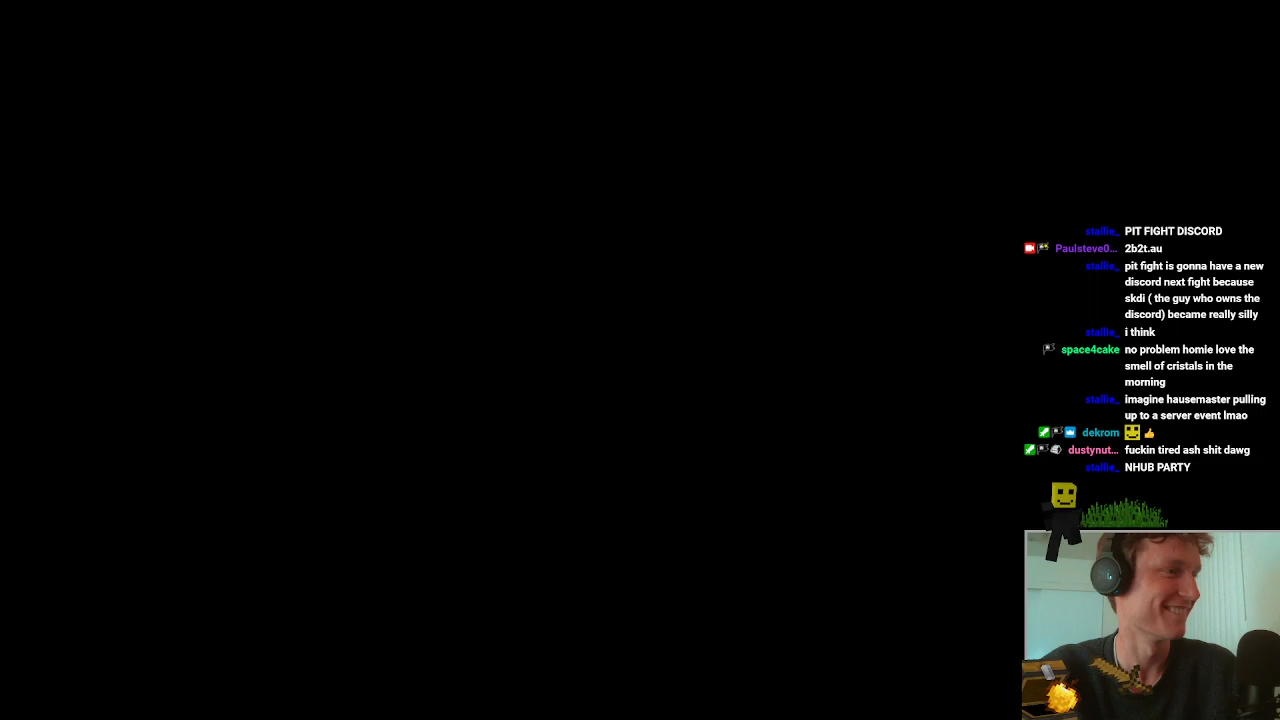 stallie_ PIT FIGHT DISCORD
Paulsteve0... 2b2t.au
stallie_ pit fight is gonna have a new
discord next fight because
skdi ( the guy who owns the
discord) became really silly
stallie_ i think
space4cake no problem homie love the
smell of cristals in the
morning
stallie_ imagine hausemaster pulling
up to a server event lmao
dekrom
dustynut... fuckin tired ash shit dawg
stallie_ NHUB PARTY